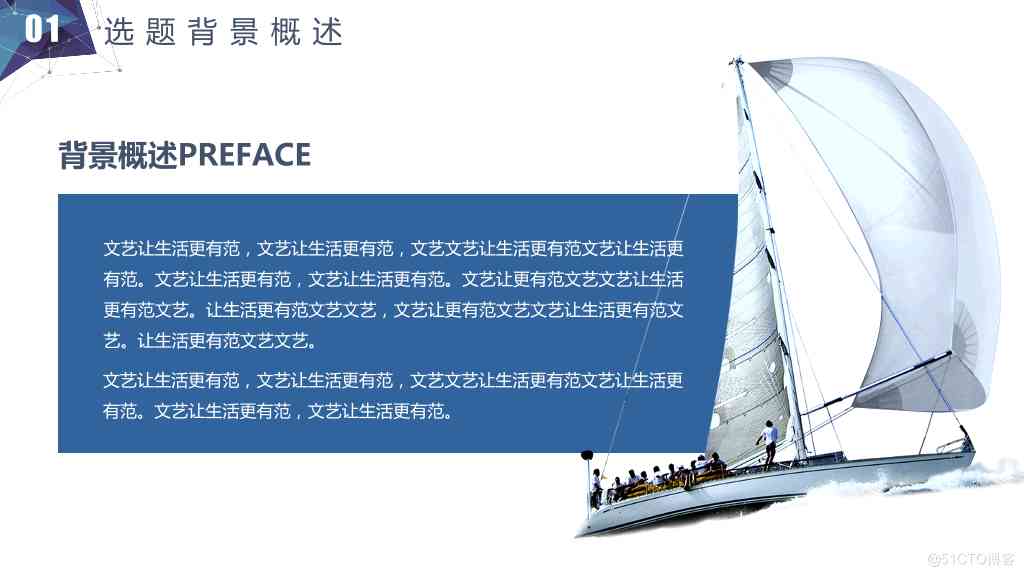 01
选题背景概述
背景概述PREFACE
文艺让生活更有范，文艺让生活更有范，文艺文艺让生活更有范文艺让生活更
有范。文艺让生活更有范，文艺让生活更有范。文艺让更有范文艺文艺让生活
更有范文艺。让生活更有范文艺文艺，文艺让更有范文艺文艺让生活更有范文
艺。让生活更有范文艺文艺。
文艺让生活更有范，文艺让生活更有范，文艺文艺让生活更有范文艺让生活更
有范。文艺让生活更有范，文艺让生活更有范。
@51CTO博客